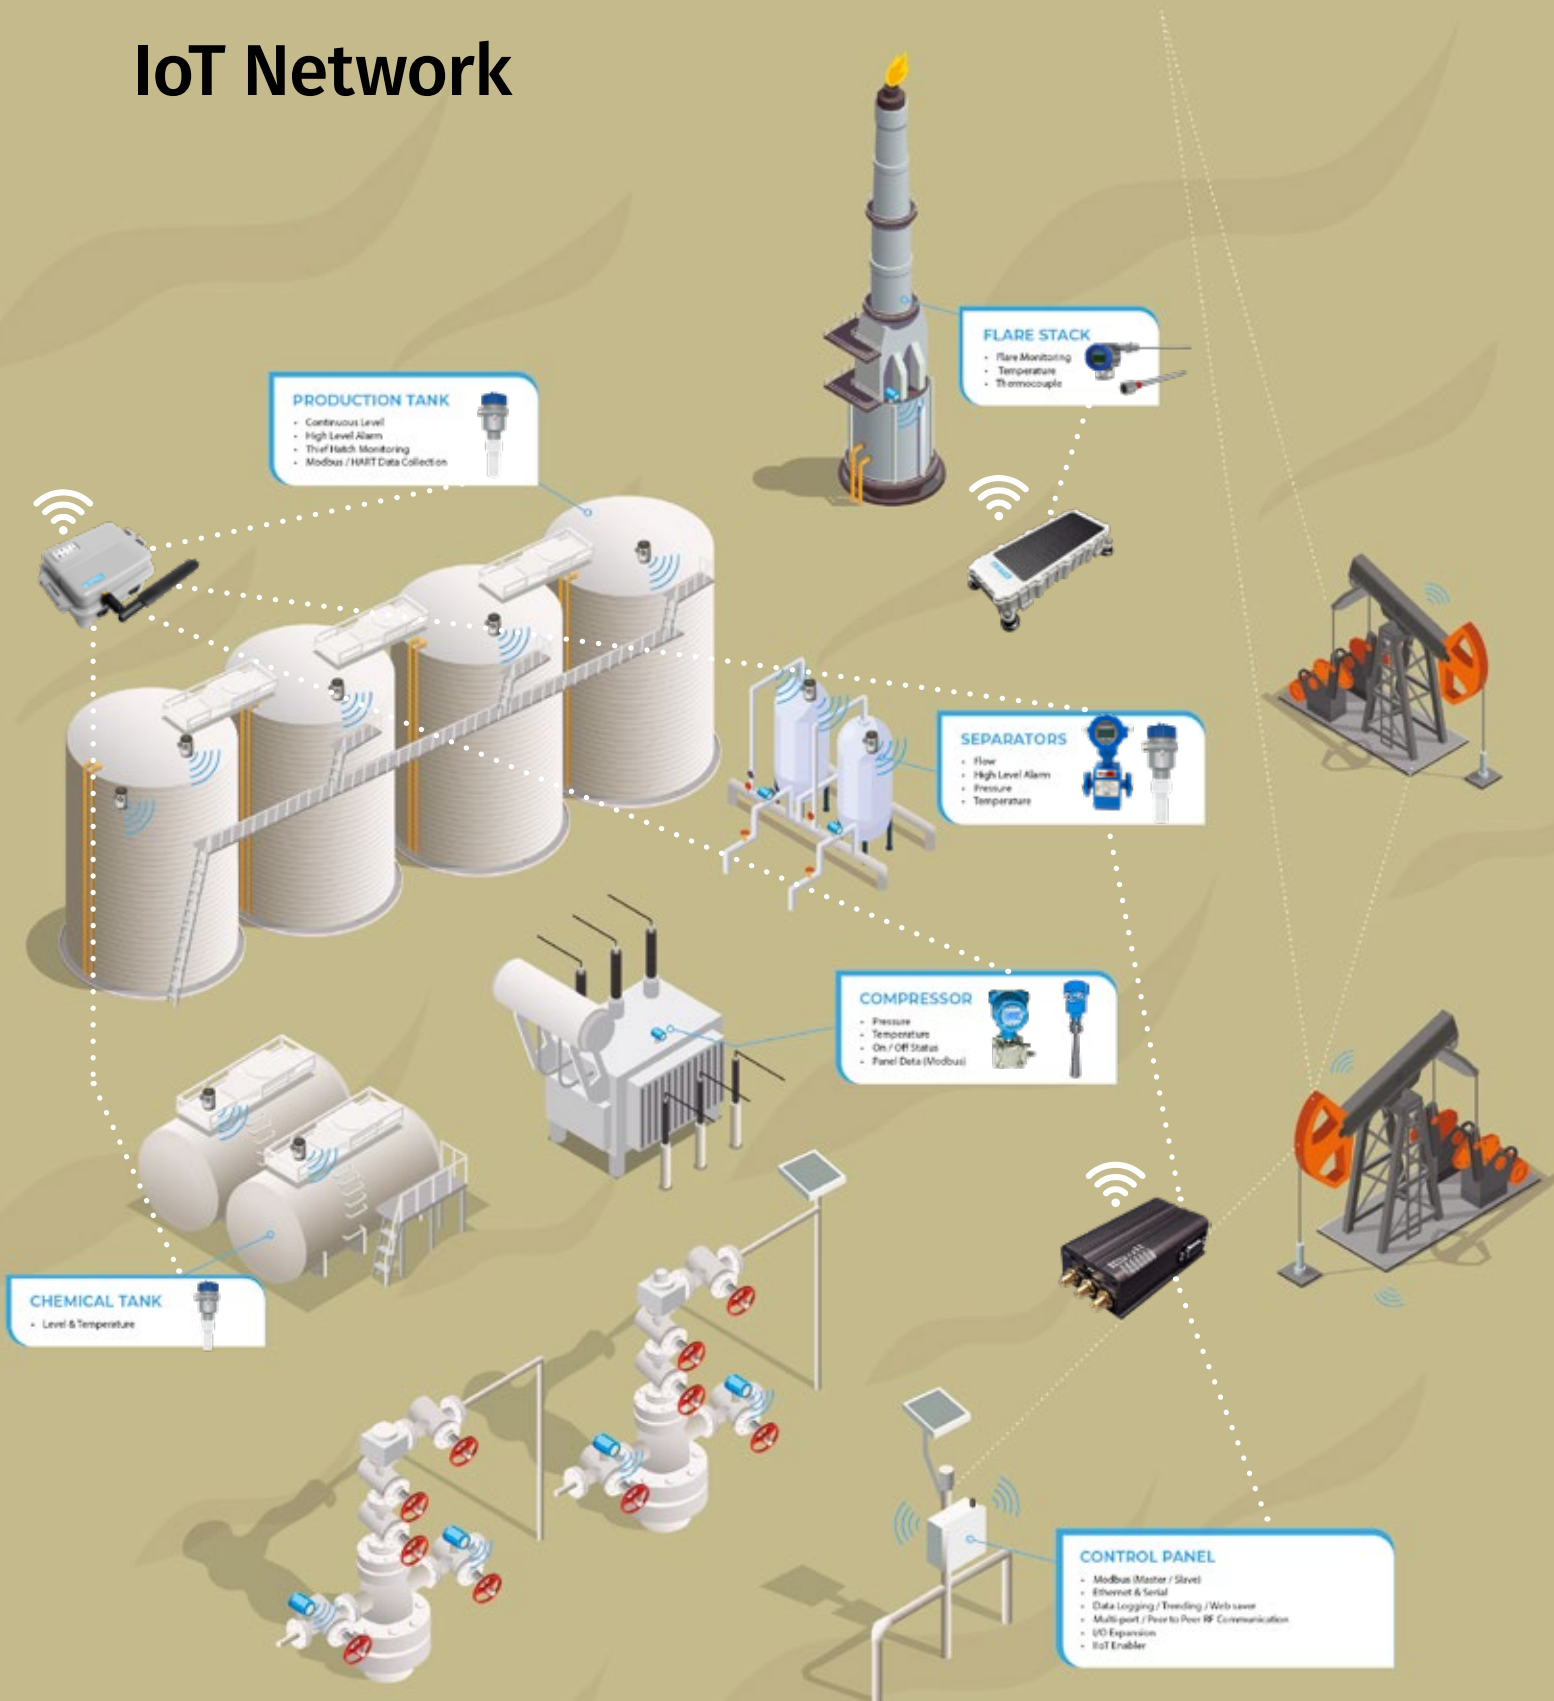 IoT Network
FLARE STACK
• Flare Monitoring
• Temperature
• Thermocouple
PRODUCTION TANK
• Continuous Level
• High Level Alarm
• Thief Hatch Monitoring
• Modbus / HART Data Collection
SEPARATORS
• Flow
• High Level Alarm
• Pressure
• Temperature
COMPRESSOR
• Pressure
• Temperature
• On / Off Status
• Panel Data (Modbus)
CHEMICAL TANK
• Level & Temperature
CONTROL PANEL
• Modbus (Master / Slave)
• Ethernet & Serial
• Data Logging / Trending / Web saver
• Multi-port / Peer to Peer RF Communication
• I/O Expansion
• IIoT Enabler